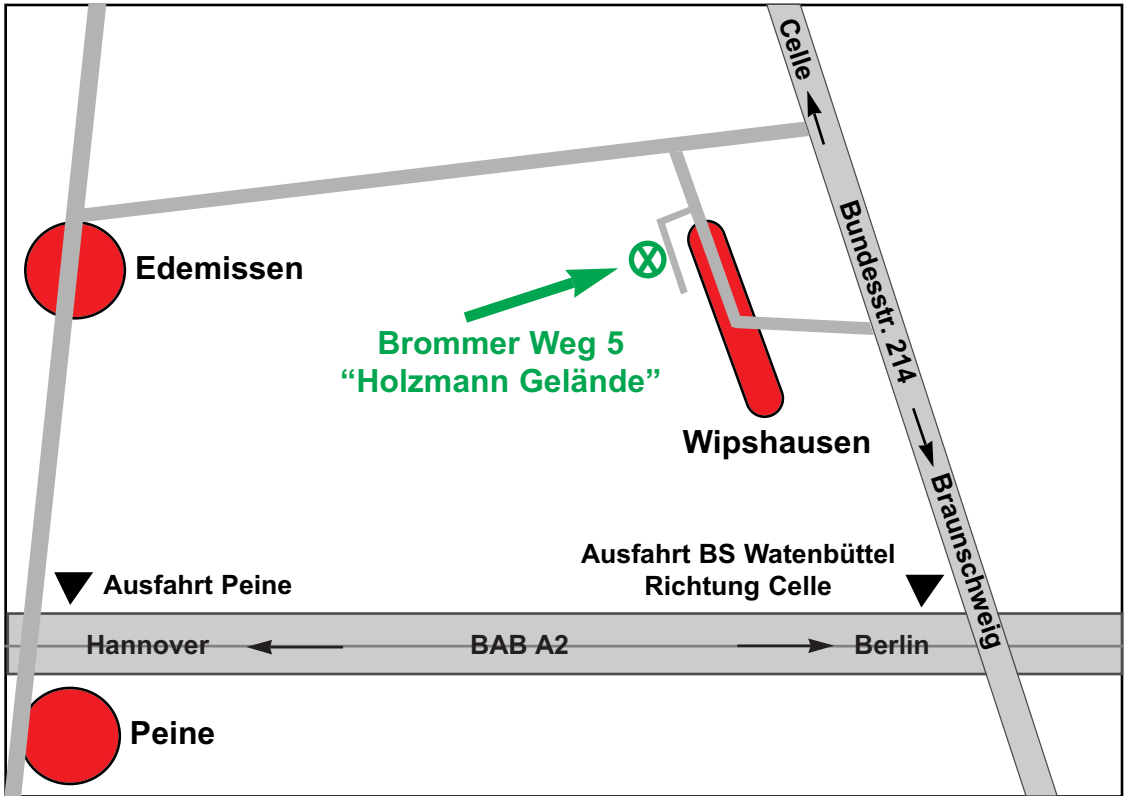 Celle
Bundesstr. 214
Braunschweig
Edemissen
Brommer Weg 5
“Holzmann Gelände”
Wipshausen
Ausfahrt BS Watenbüttel
Richtung Celle
Ausfahrt Peine
Hannover
BAB A2
Berlin
Peine